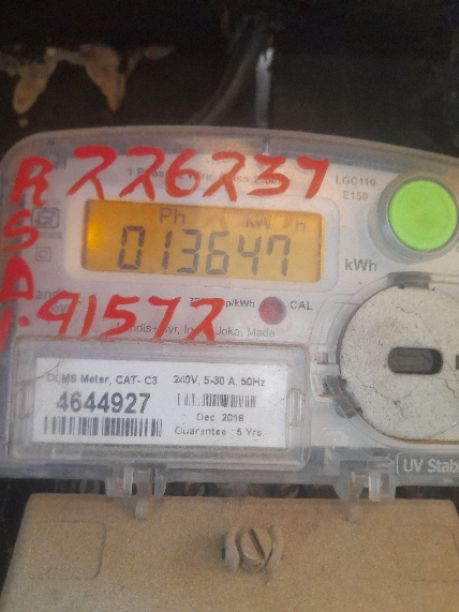 R 226237
LGC110
E150
Ph kW h
013647
kWh
S
D
CAL
1.91572
DLMS Meter, CAT- C3 240V, 5-30 A, 50Hz
4644927
Dec. 2018
Guarantee : 5 Yrs.
UV Stab